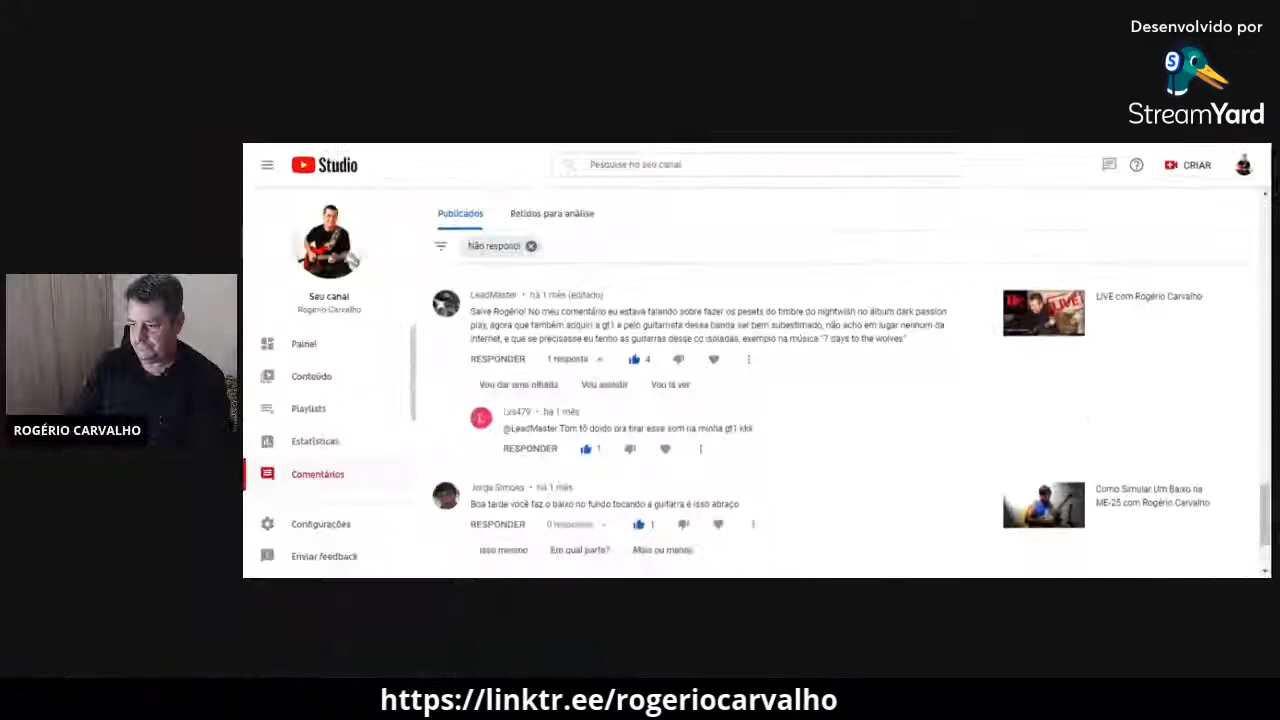 Desenvolvido por
StreamYard
Studio
Pesquise no seu canal
CRIAR
Publicados
Retidos para análise
Não respondi
Seu canal
Rogério Carvalho
Painel
Conteúdo
Playlists
Estatísticas
Comentários
Configurações
Enviar feedback
LeadMaster • há 1 mês (editado)
Salve Rogério! No meu comentário eu estava falando sobre fazer os pesets do timbre do nightwish no álbum dark passion
play, agora que também adquiri a gt1 e pelo guitarrista dessa banda ser bem subestimado, não acho em lugar nenhum da
internet, e que se precisasse eu tenho as guitarras desse cd isoladas, exemplo na música "7 days to the wolves"
RESPONDER 1 resposta 4
Vou dar uma olhada Vou assistir Vou lá ver
há 1 mês
@LeadMaster Tbm tô doido pra tirar esse som na minha gt1 kkk
RESPONDER 1
Jorge Simões • há 1 mês
Boa tarde você faz o baixo no fundo tocando a guitarra é isso abraço
RESPONDER 0 respostas 1
Isso mesmo Em qual parte? Mais ou menos
LIVE com Rogério Carvalho
Como Simular Um Baixo na
ME-25 com Rogério Carvalho
ROGÉRIO CARVALHO
https://linktr.ee/rogeriocarvalho